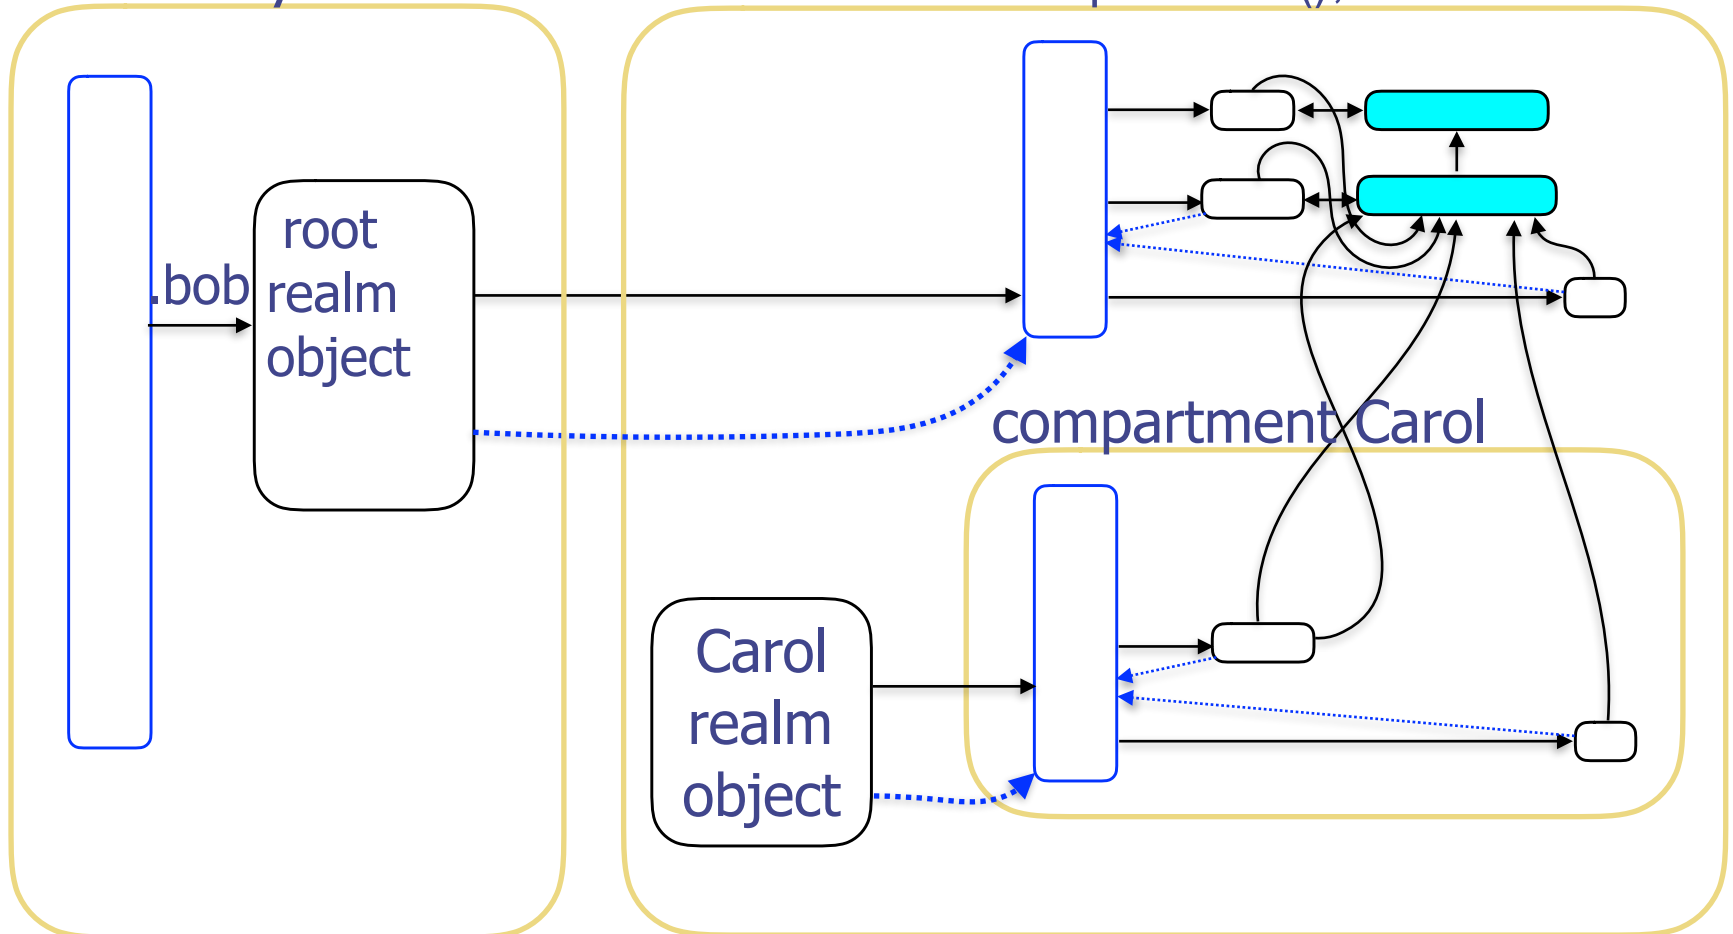 root
.bob realm
object
compartment Carol
Carol
realm
object